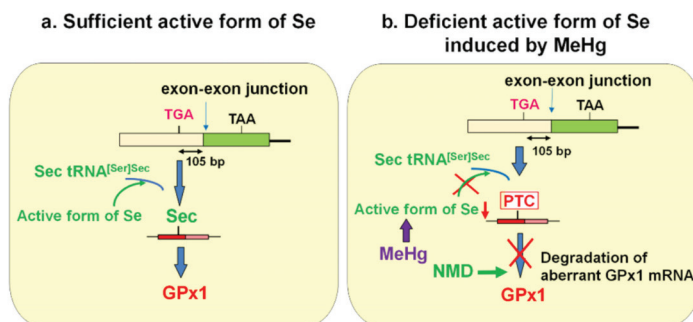 a. Sufficient active form of Se
exon-exon junction
TGA
TAA
105 bp
Sec tRNA[Ser]Sec
Active form of Se
Sec
GPx1
b. Deficient active form of Se
induced by MeHg
exon-exon junction
TGA
TAA
105 bp
Sec tRNA[Ser]Sec
Active form of Se
PTC
MeHg
NMD
Degradation of
aberrant GPx1 mRNA
GPx1